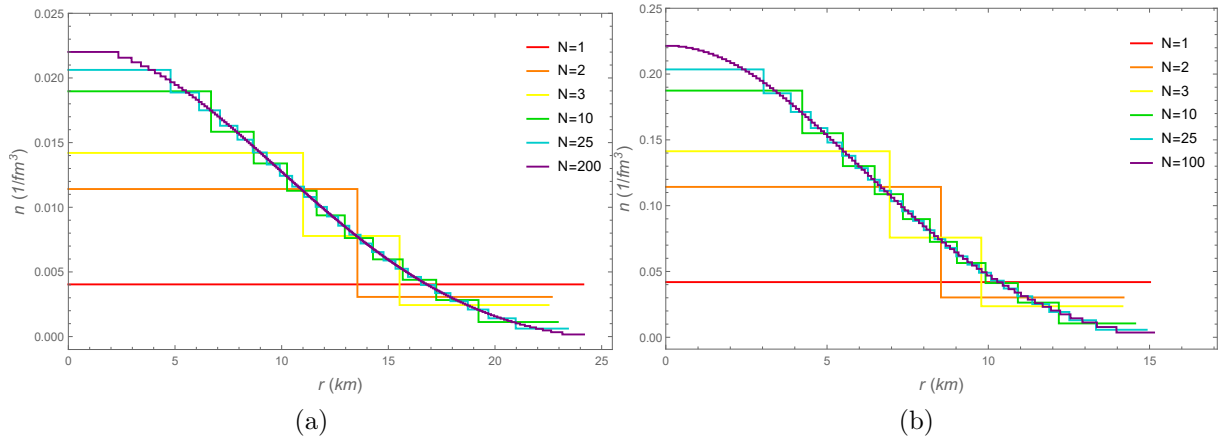 0.025
0.020
0.015
0.010
0.005
0.000
n (1/fm³)
0 5 10 15 20 25
r (km)
N=1
N=2
N=3
N=10
N=25
N=200
(a)
0.25
0.20
0.15
0.10
0.05
0.00
n (1/fm³)
0 5 10 15
r (km)
N=1
N=2
N=3
N=10
N=25
N=100
(b)